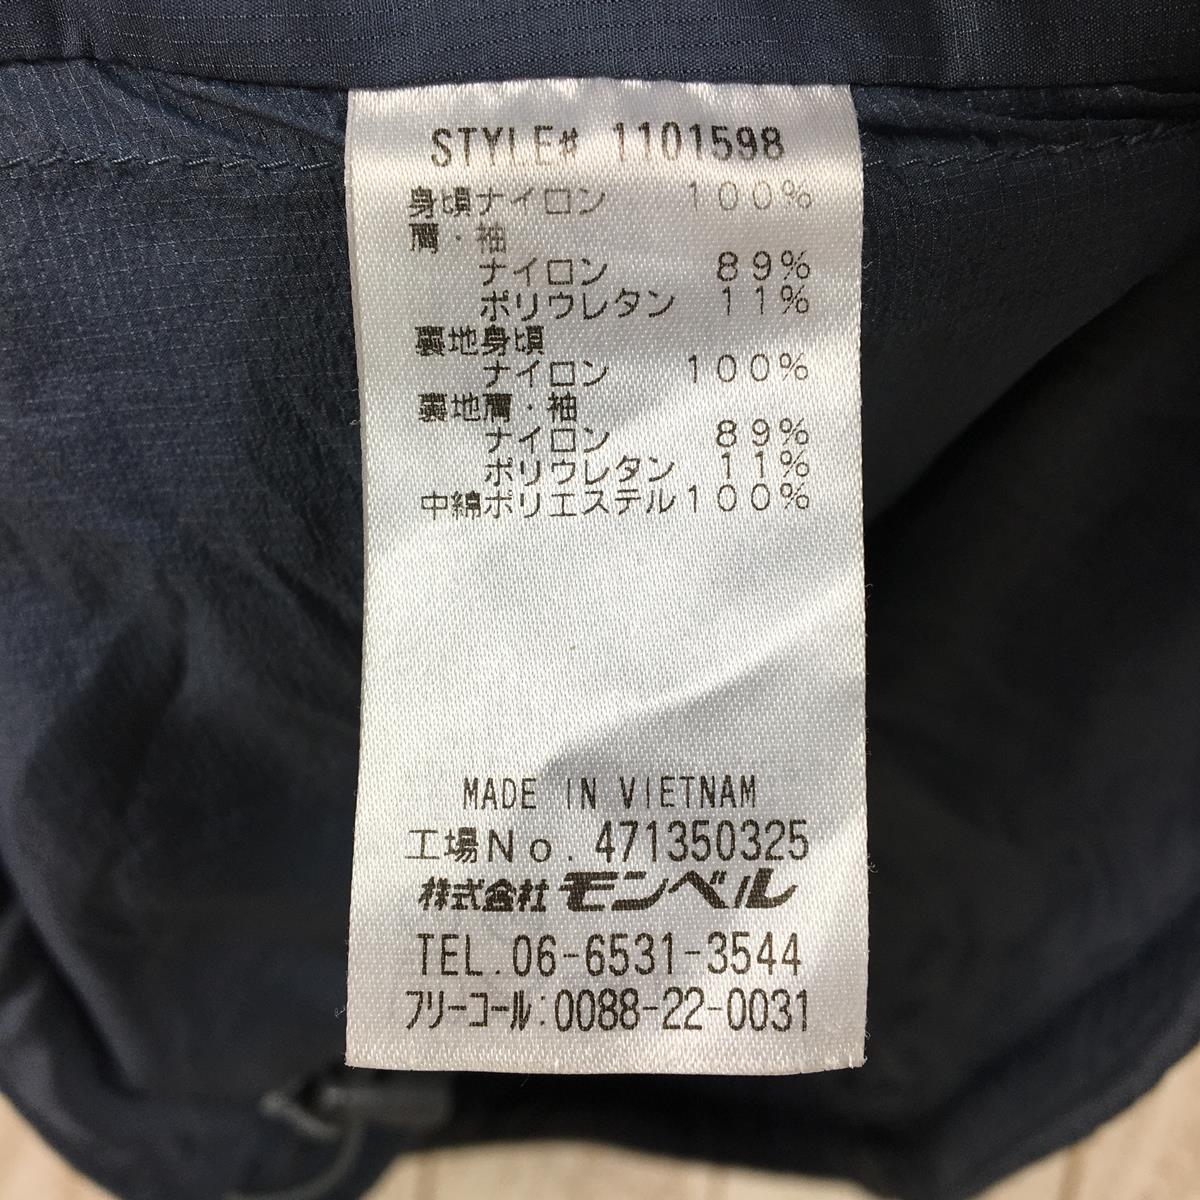 STYLE# 1101598
身頃ナイロン 100%
肩・袖
ナイロン 89%
ポリウレタン 11%
裏地身頃
ナイロン 100%
裏地肩・袖
ナイロン 89%
ポリウレタン 11%
中綿ポリエステル100%
MADE IN VIETNAM
工場No. 471350325
株式会社 モンベル
TEL.06-6531-3544
フリーコール:0088-22-0031